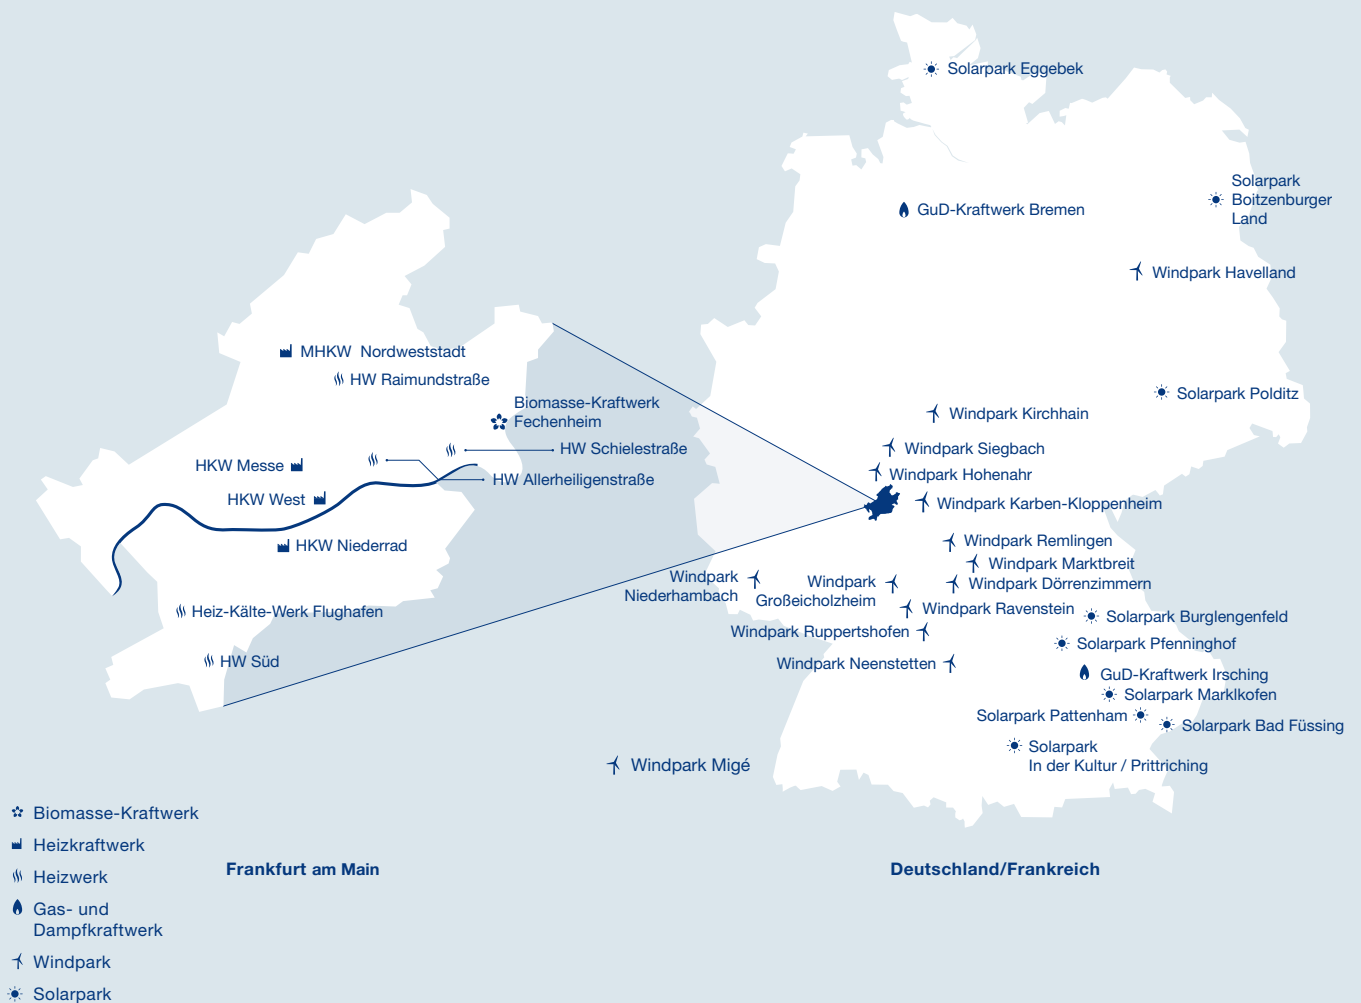 MHKW Nordweststadt
HW Raimundstraße
Biomasse-Kraftwerk
Fechenheim
HW Schielestraße
HKW Messe
HW Allerheiligenstraße
HKW West
HKW Niederrad
Heiz-Kälte-Werk Flughafen
HW Süd
Solarpark Eggebek
Solarpark
Boitzenburger
Land
GuD-Kraftwerk Bremen
Windpark Havelland
Solarpark Polditz
Windpark Kirchhain
Windpark Siegbach
Windpark Hohenahr
Windpark Karben-Kloppenheim
Windpark Remlingen
Windpark Marktbreit
Windpark
Niederhambach
Windpark
Großeicholzheim
Windpark Dörrenzimmern
Windpark Ravenstein
Solarpark Burglengenfeld
Windpark Ruppertshofen
Solarpark Pfenninghof
Windpark Neenstetten
GuD-Kraftwerk Irsching
Solarpark Marklkofen
Solarpark Pattenham
Solarpark Bad Füssing
Solarpark
In der Kultur / Prittriching
Windpark Migé
Biomasse-Kraftwerk
Heizkraftwerk
Heizwerk
Gas- und
Dampfkraftwerk
Windpark
Solarpark
Frankfurt am Main
Deutschland/Frankreich